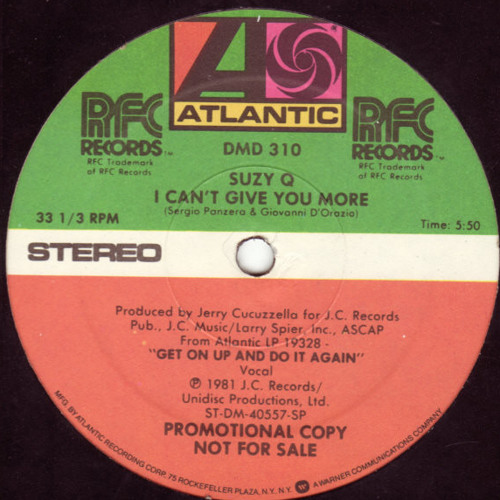 ATLANTIC
RFC
RECORDS™
RFC Trademark
of RFC Records
RFC
RECORDS™
RFC Trademark
of RFC Records
DMD 310
SUZY Q
I CAN'T GIVE YOU MORE
(Sergio Panzera & Giovanni D'Orazio)
33 1/3 RPM
Time: 5:50
STEREO
Produced by Jerry Cucuzzella for J.C. Records
Pub., J.C. Music/Larry Spier, Inc., ASCAP
From Atlantic LP 19328 -
"GET ON UP AND DO IT AGAIN"
Vocal
℗ 1981 J.C. Records/
Unidisc Productions, Ltd.
ST-DM-40557-SP
PROMOTIONAL COPY
NOT FOR SALE
MFG. BY ATLANTIC RECORDING CORP. 75 ROCKEFELLER PLAZA, N.Y. N.Y. A WARNER COMMUNICATIONS COMPANY